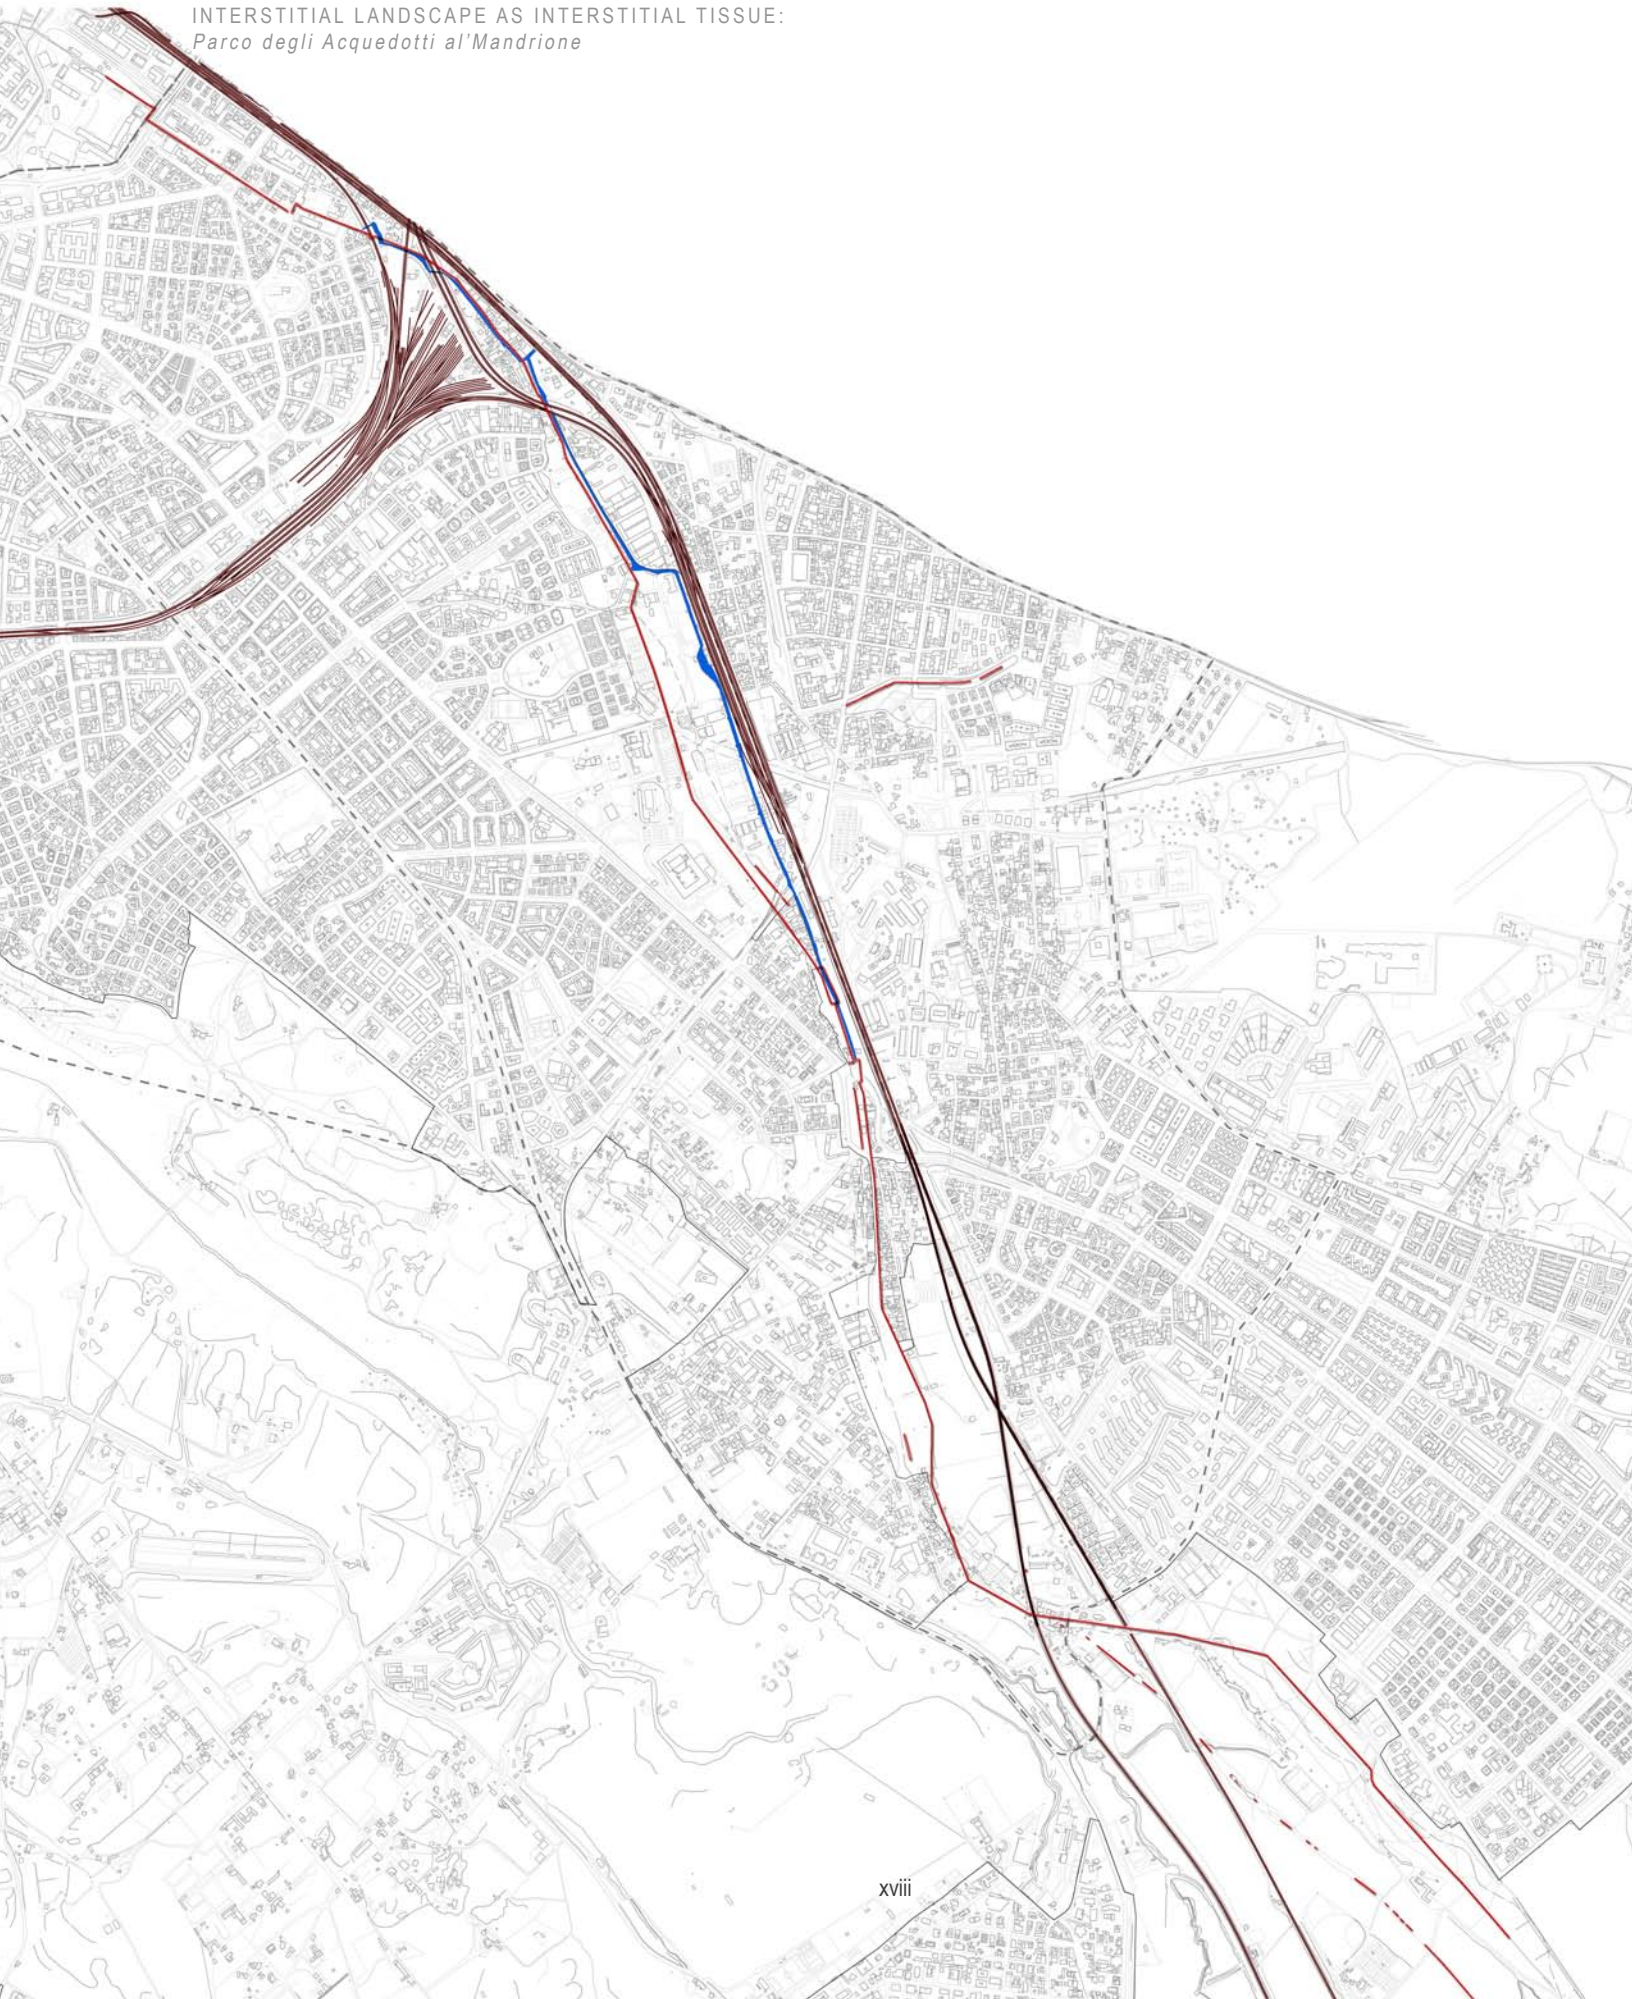 INTERSTITIAL LANDSCAPE AS INTERSTITIAL TISSUE:
Parco degli Acquedotti al’Mandrione
xviii